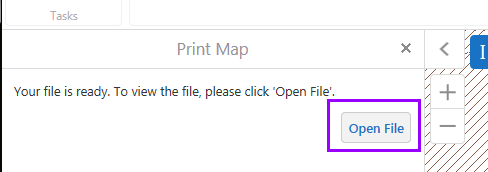 Tasks
Print Map
Your file is ready. To view the file, please click 'Open File'.
Open File